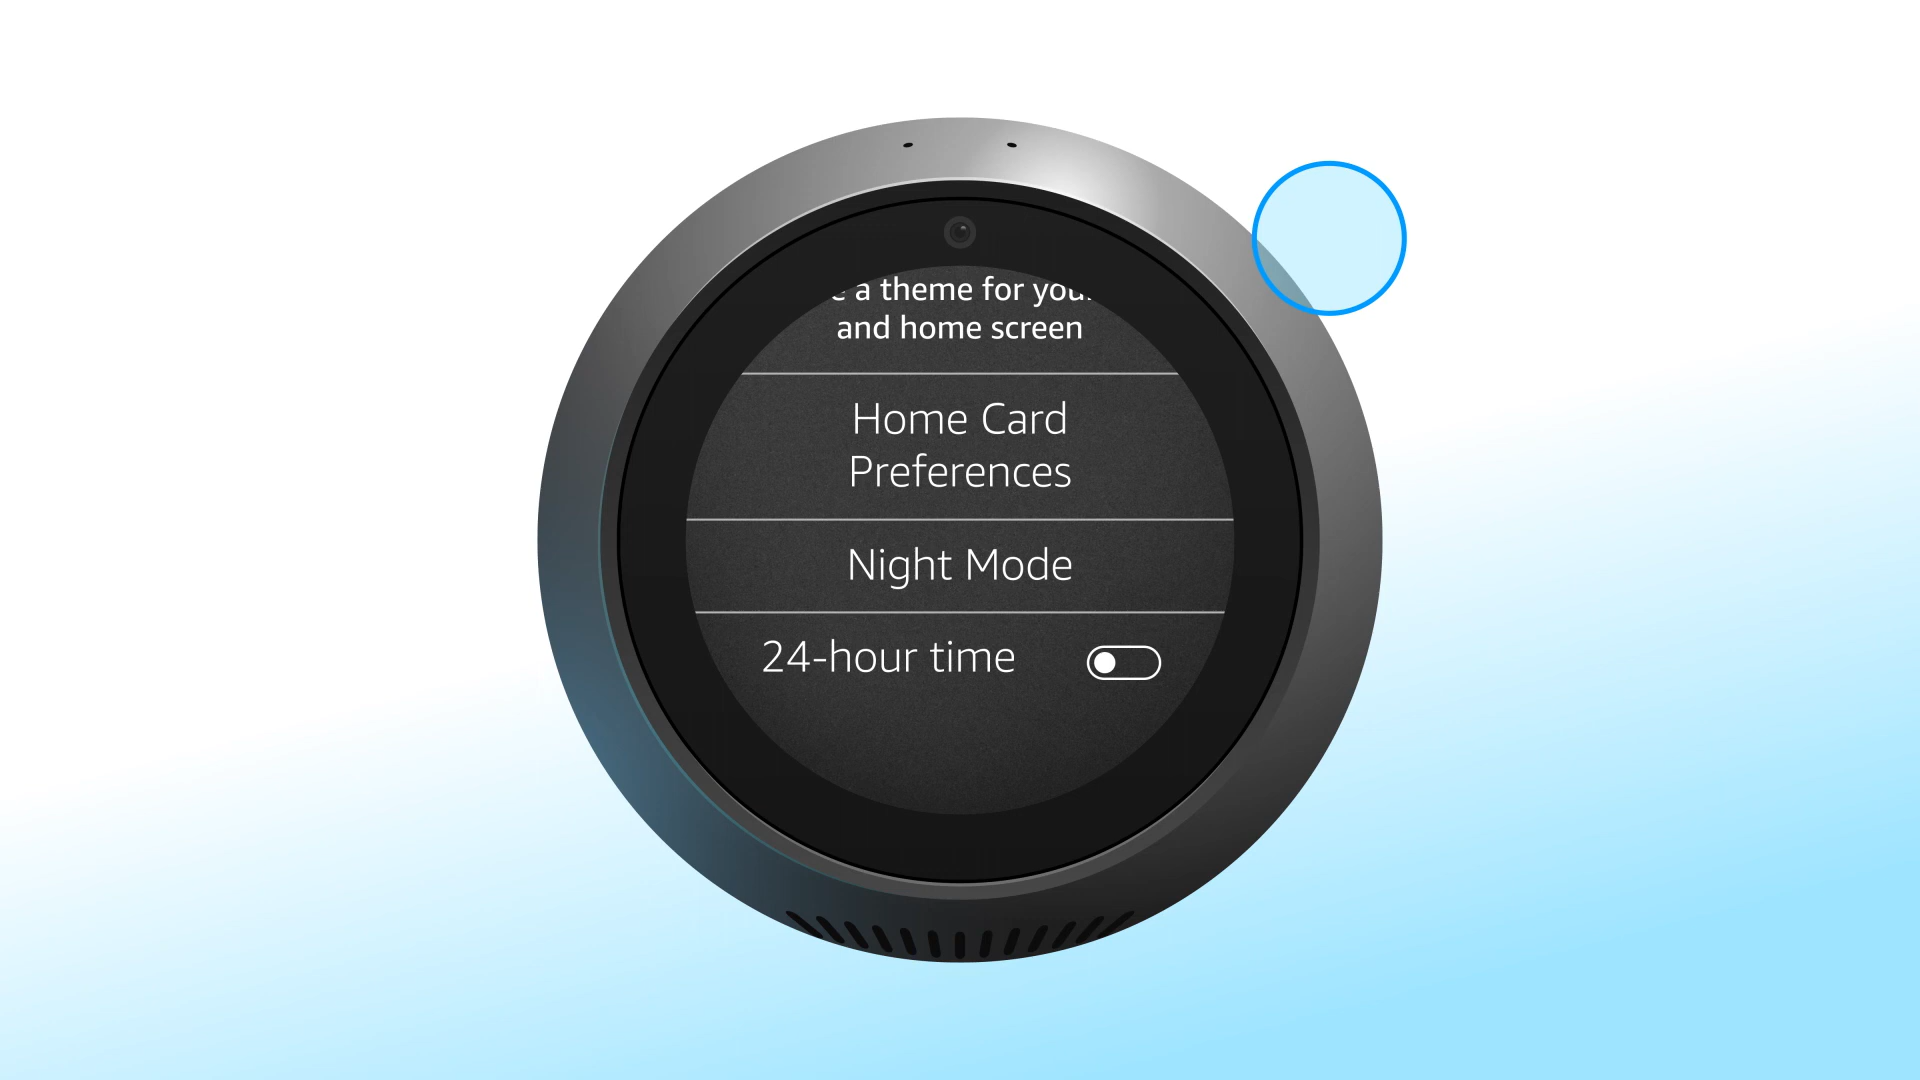 a theme for
and home screen
Home Card
Preferences
Night Mode
24-hour time